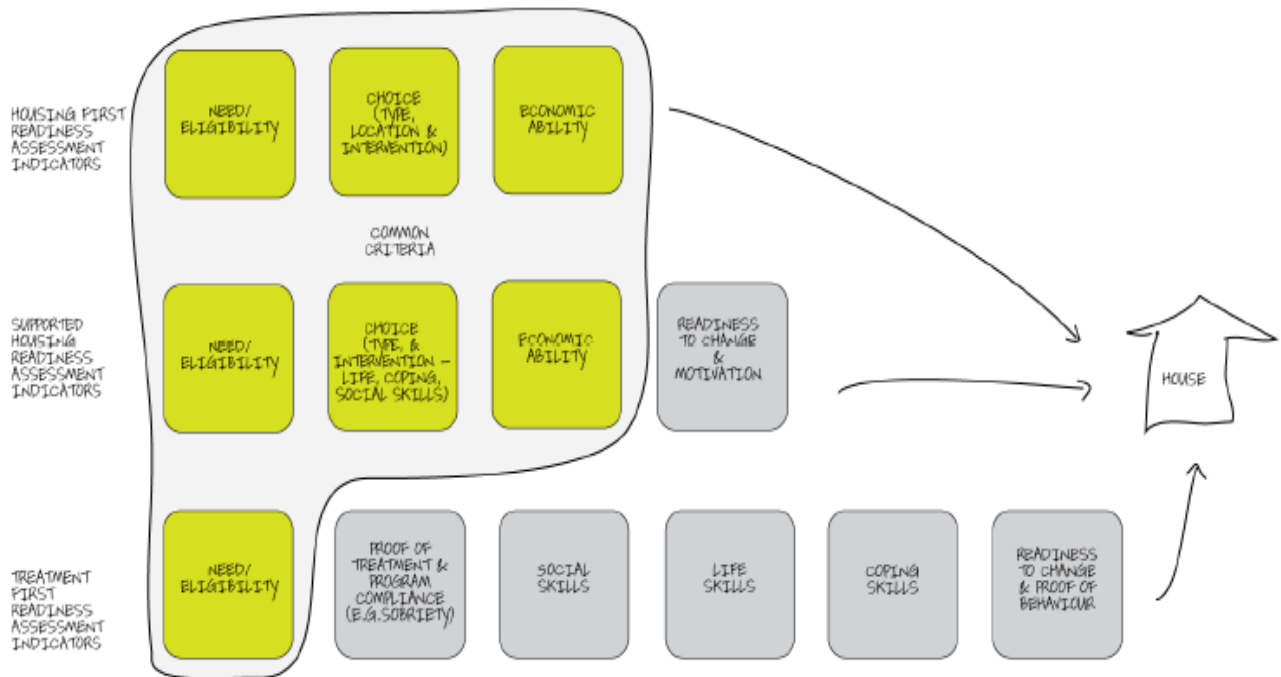 HOUSING FIRST
READINESS
ASSESSMENT
INDICATORS
NEED/
ELIGIBILITY
CHOICE
(TYPE,
LOCATION &
INTERVENTION)
ECONOMIC
ABILITY
COMMON
CRITERIA
SUPPORTED
HOUSING
READINESS
ASSESSMENT
INDICATORS
NEED/
ELIGIBILITY
CHOICE
(TYPE, &
INTERVENTION –
LIFE, COPING,
SOCIAL SKILLS)
ECONOMIC
ABILITY
READINESS
TO CHANGE
&
MOTIVATION
HOUSE
TREATMENT
FIRST
READINESS
ASSESSMENT
INDICATORS
NEED/
ELIGIBILITY
PROOF OF
TREATMENT &
PROGRAM
COMPLIANCE
(E.G.SOBRIETY)
SOCIAL
SKILLS
LIFE
SKILLS
COPING
SKILLS
READINESS
TO CHANGE
& PROOF OF
BEHAVIOUR